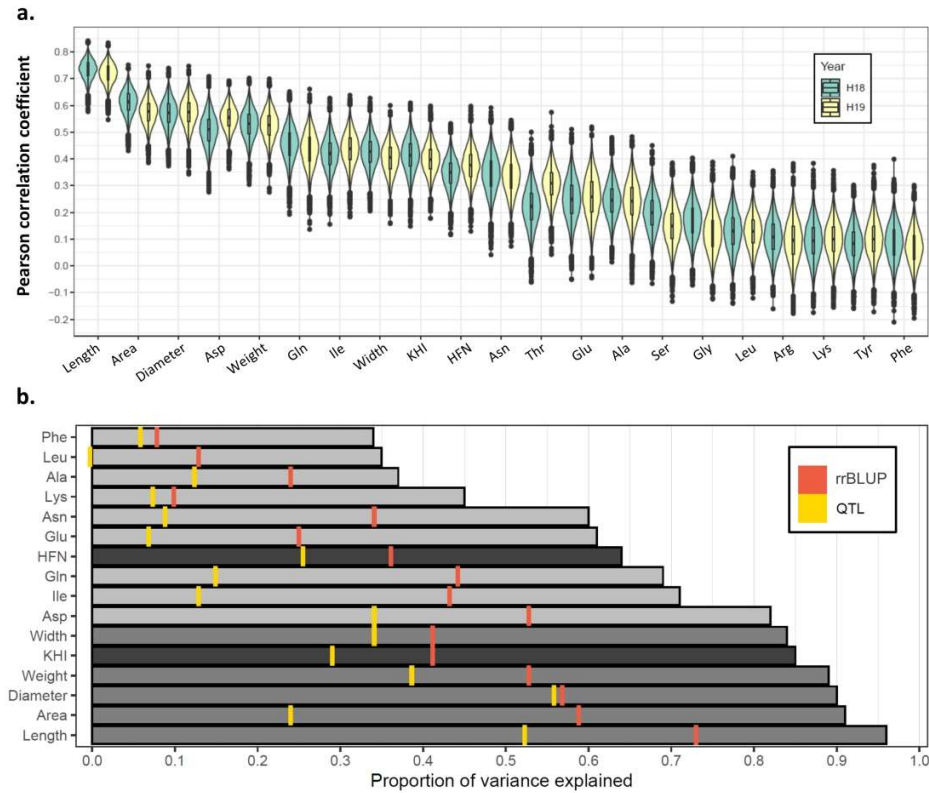 a.
Pearson correlation coefficient
0.8
0.7
0.6
0.5
0.4
0.3
0.2
0.1
0.0
−0.1
−0.2
Year
H18
H19
Length Area Diameter Asp Weight Gln Ile Width KHI HFN Asn Thr Glu Ala Ser Gly Leu Arg Lys Tyr Phe
b.
Phe
Leu
Ala
Lys
Asn
Glu
HFN
Gln
Ile
Asp
Width
KHI
Weight
Diameter
Area
Length
rrBLUP
QTL
0.0 0.1 0.2 0.3 0.4 0.5 0.6 0.7 0.8 0.9 1.0
Proportion of variance explained